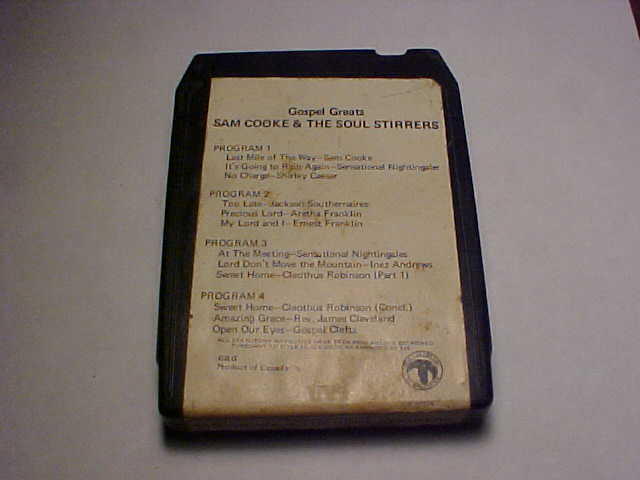 Gospel Greats
SAM COOKE & THE SOUL STIRRERS
PROGRAM 1
Last Mile of The Way—Sam Cooke
It's Going to Rain Again—Sensational Nightingales
No Charge—Shirley Caesar
PROGRAM 2
Too Late—Jackson Southernaires
Precious Lord—Aretha Franklin
My Lord and I—Ernest Franklin
PROGRAM 3
At The Meeting—Sensational Nightingales
Lord Don't Move the Mountain—Inez Andrews
Sweet Home—Cleothus Robinson (Part 1)
PROGRAM 4
Sweet Home—Cleothus Robinson (Concl.)
Amazing Grace—Rev. James Cleveland
Open Our Eyes—Gospel Clefts
Product of Canada